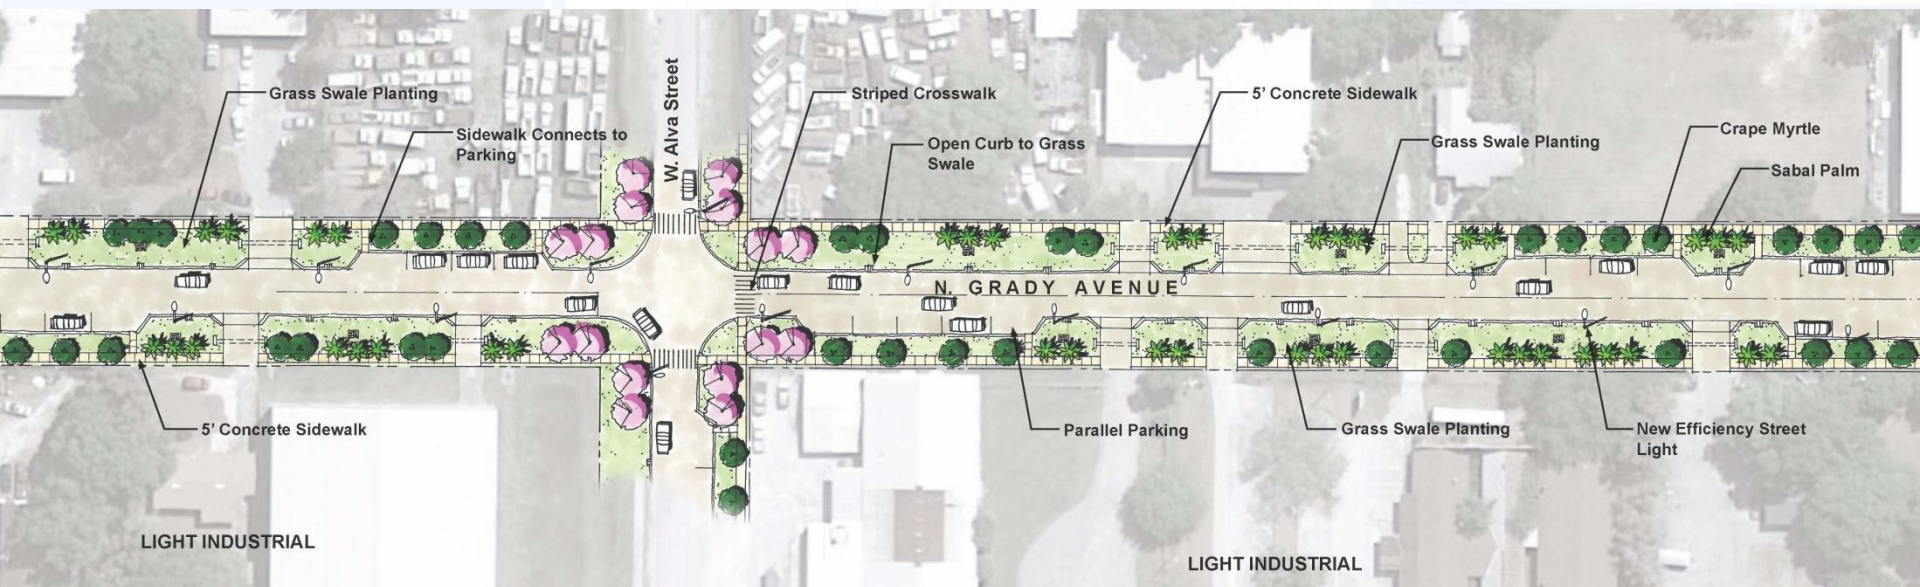 Grass Swale Planting
Sidewalk Connects to
Parking
W. Alva Street
Striped Crosswalk
Open Curb to Grass
Swale
5' Concrete Sidewalk
Grass Swale Planting
Crape Myrtle
Sabal Palm
N. GRADY AVENUE
5' Concrete Sidewalk
Parallel Parking
Grass Swale Planting
New Efficiency Street
Light
LIGHT INDUSTRIAL
LIGHT INDUSTRIAL